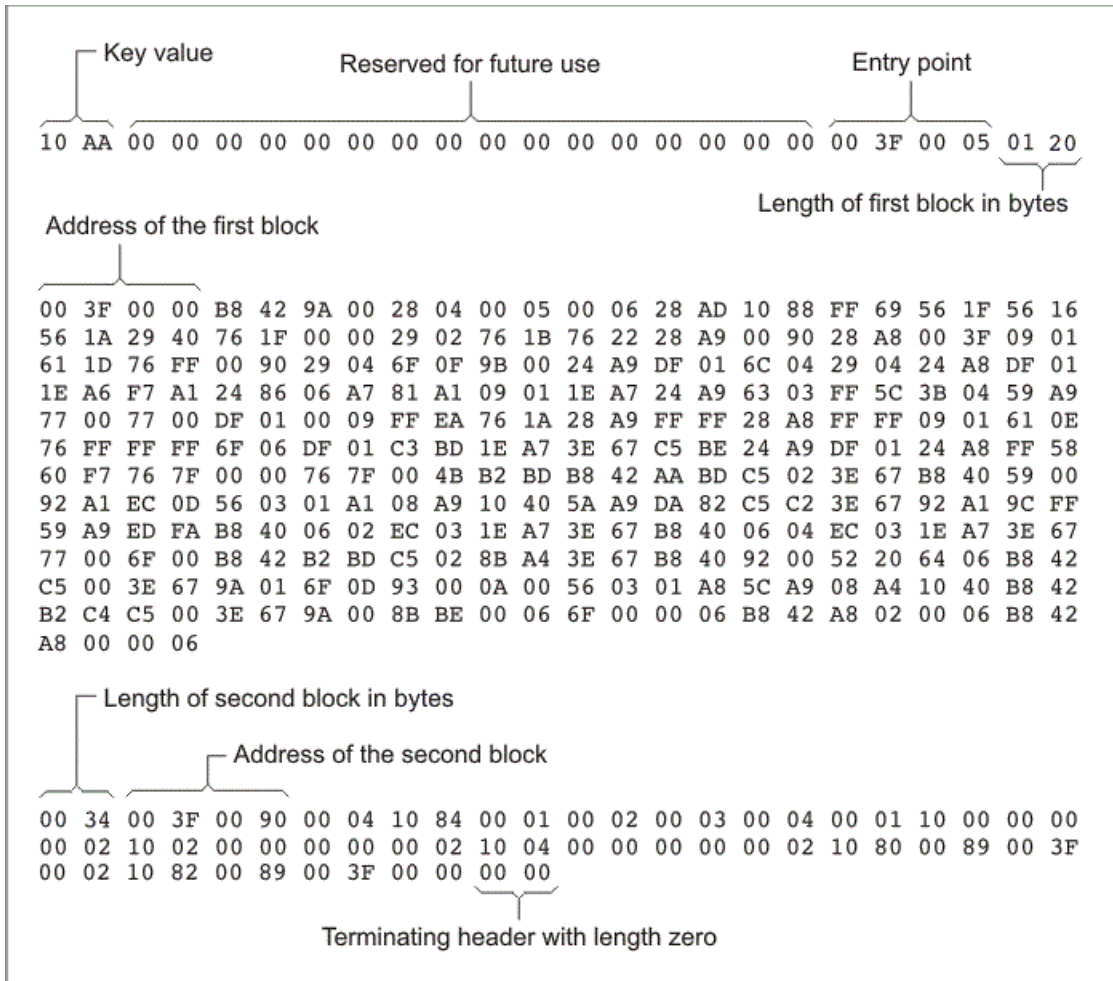 Key value
Reserved for future use
Entry point
10 AA 00 00 00 00 00 00 00 00 00 00 00 00 00 00 00 00 00 3F 00 05 01 20
Length of first block in bytes
Address of the first block
00 3F 00 00 B8 42 9A 00 28 04 00 05 00 06 28 AD 10 88 FF 69 56 1F 56 16
56 1A 29 40 76 1F 00 00 29 02 76 1B 76 22 28 A9 00 90 28 A8 00 3F 09 01
61 1D 76 FF 00 90 29 04 6F 0F 9B 00 24 A9 DF 01 6C 04 29 04 24 A8 DF 01
1E A6 F7 A1 24 86 06 A7 81 A1 09 01 1E A7 24 A9 63 03 FF 5C 3B 04 59 A9
77 00 77 00 DF 01 00 09 FF EA 76 1A 28 A9 FF FF 28 A8 FF FF 09 01 61 0E
76 FF FF FF 6F 06 DF 01 C3 BD 1E A7 3E 67 C5 BE 24 A9 DF 01 24 A8 FF 58
60 F7 76 7F 00 00 76 7F 00 4B B2 BD B8 42 AA BD C5 02 3E 67 B8 40 59 00
92 A1 EC 0D 56 03 01 A1 08 A9 10 40 5A A9 DA 82 C5 C2 3E 67 92 A1 9C FF
59 A9 ED FA B8 40 06 02 EC 03 1E A7 3E 67 B8 40 06 04 EC 03 1E A7 3E 67
77 00 6F 00 B8 42 B2 BD C5 02 8B A4 3E 67 B8 40 92 00 52 20 64 06 B8 42
C5 00 3E 67 9A 01 6F 0D 93 00 0A 00 56 03 01 A8 5C A9 08 A4 10 40 B8 42
B2 C4 C5 00 3E 67 9A 00 8B BE 00 06 6F 00 00 06 B8 42 A8 02 00 06 B8 42
A8 00 00 06
Length of second block in bytes
Address of the second block
00 34 00 3F 00 90 00 04 10 84 00 01 00 02 00 03 00 04 00 01 10 00 00 00
00 02 10 02 00 00 00 00 00 02 10 04 00 00 00 00 00 02 10 80 00 89 00 3F
00 02 10 82 00 89 00 3F 00 00 00 00
Terminating header with length zero